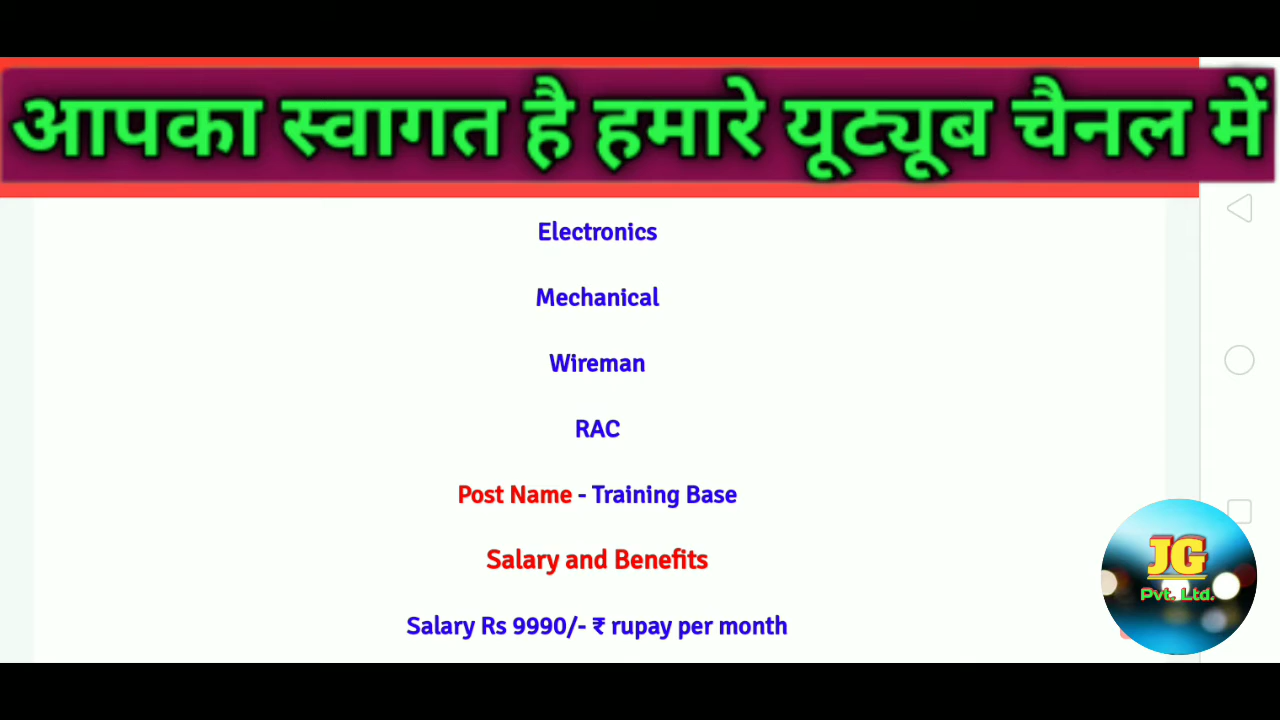 आपका स्वागत है हमारे यूट्यूब चैनल में
Electronics
Mechanical
Wireman
RAC
Post Name - Training Base
Salary and Benefits
Salary Rs 9990/- ₹ rupay per month
JG
Pvt. Ltd.